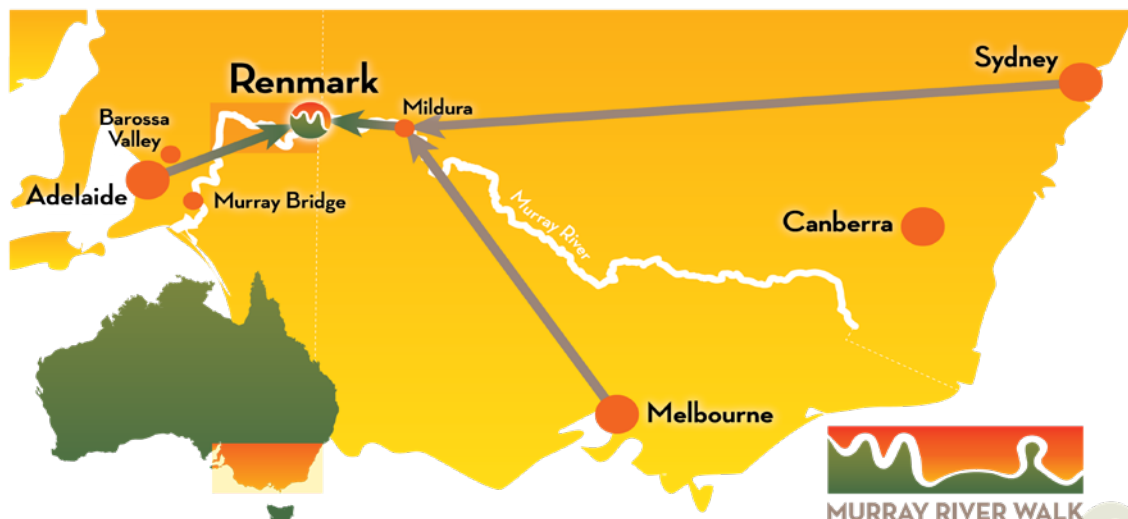 Sydney
Renmark
Mildura
Barossa
Valley
Adelaide
Murray Bridge
Murray River
Canberra
Melbourne
MURRAY RIVER WALK